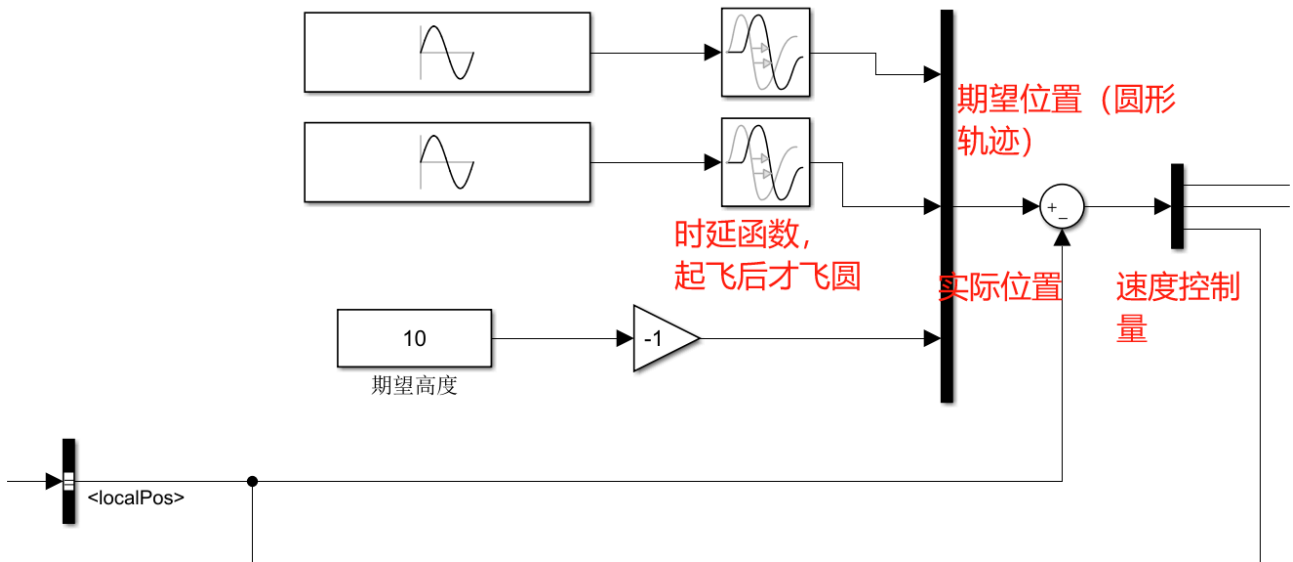 期望位置（圆形
轨迹）
时延函数，
起飞后才飞圆
+
−
实际位置
速度控制
量
10
-1
期望高度
<localPos>